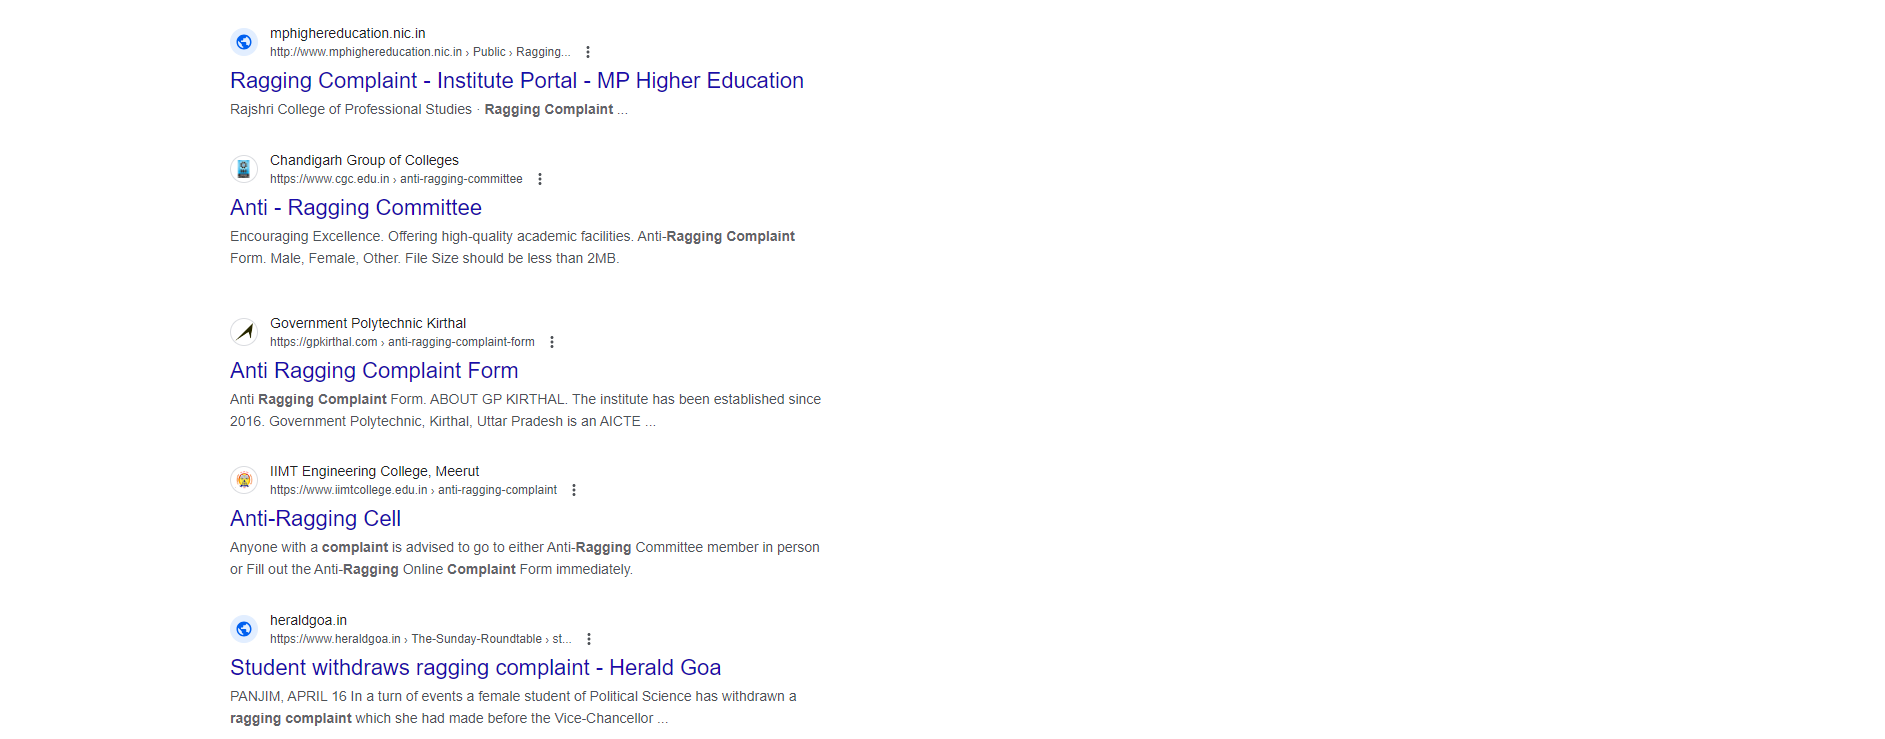 mphighereducation.nic.in
http://www.mphighereducation.nic.in › Public › Ragging...
Ragging Complaint - Institute Portal - MP Higher Education
Rajshri College of Professional Studies · Ragging Complaint ...
Chandigarh Group of Colleges
https://www.cgc.edu.in › anti-ragging-committee
Anti - Ragging Committee
Encouraging Excellence. Offering high-quality academic facilities. Anti-Ragging Complaint
Form. Male, Female, Other. File Size should be less than 2MB.
Government Polytechnic Kirthal
https://gpkirthal.com › anti-ragging-complaint-form
Anti Ragging Complaint Form
Anti Ragging Complaint Form. ABOUT GP KIRTHAL. The institute has been established since
2016. Government Polytechnic, Kirthal, Uttar Pradesh is an AICTE ...
IIMT Engineering College, Meerut
https://www.iimtcollege.edu.in › anti-ragging-complaint
Anti-Ragging Cell
Anyone with a complaint is advised to go to either Anti-Ragging Committee member in person
or Fill out the Anti-Ragging Online Complaint Form immediately.
heraldgoa.in
https://www.heraldgoa.in › The-Sunday-Roundtable › st...
Student withdraws ragging complaint - Herald Goa
PANJIM, APRIL 16 In a turn of events a female student of Political Science has withdrawn a
ragging complaint which she had made before the Vice-Chancellor ...